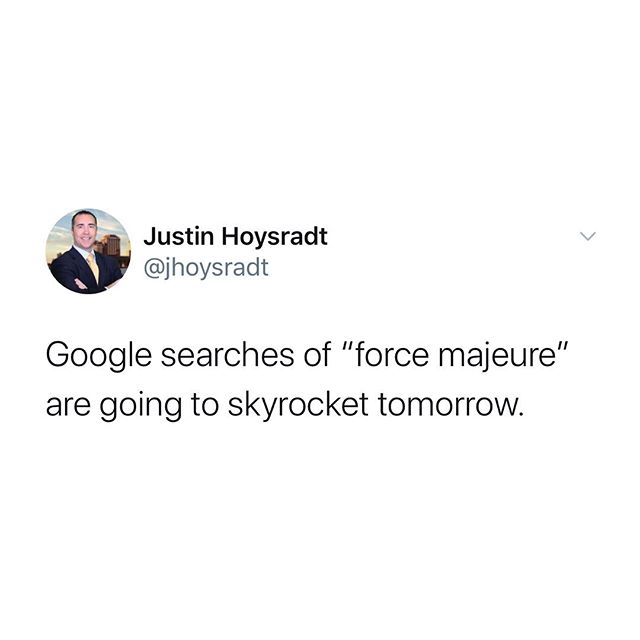 Justin Hoysradt
@jhoysradt
Google searches of “force majeure”
are going to skyrocket tomorrow.